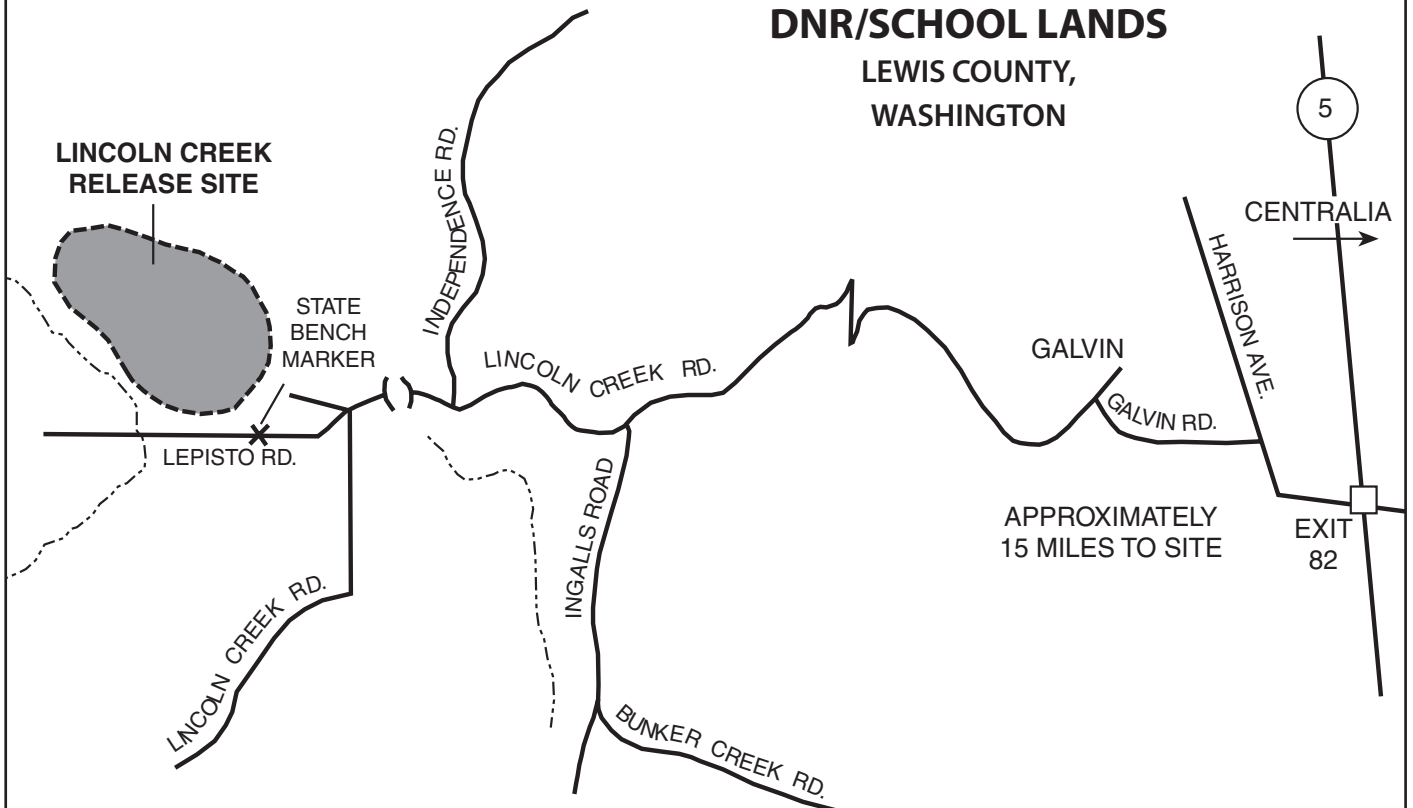 DNR/SCHOOL LANDS
LEWIS COUNTY,
WASHINGTON
5
LINCOLN CREEK
RELEASE SITE
INDEPENDENCE RD.
CENTRALIA
HARRISON AVE.
STATE
BENCH
MARKER
LINCOLN CREEK RD.
GALVIN
GALVIN RD.
LEPISTO RD.
INGALLS ROAD
APPROXIMATELY
15 MILES TO SITE
EXIT
82
LINCOLN CREEK RD.
BUNKER CREEK RD.